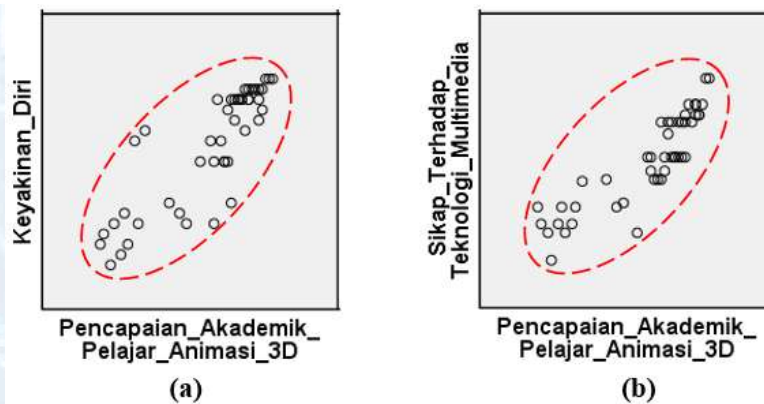 Keyakinan_Diri
Pencapaian_Akademik_
Pelajar_Animasi_3D
(a)
Sikap_Terhadap_
Teknologi_Multimedia
Pencapaian_Akademik_
Pelajar_Animasi_3D
(b)